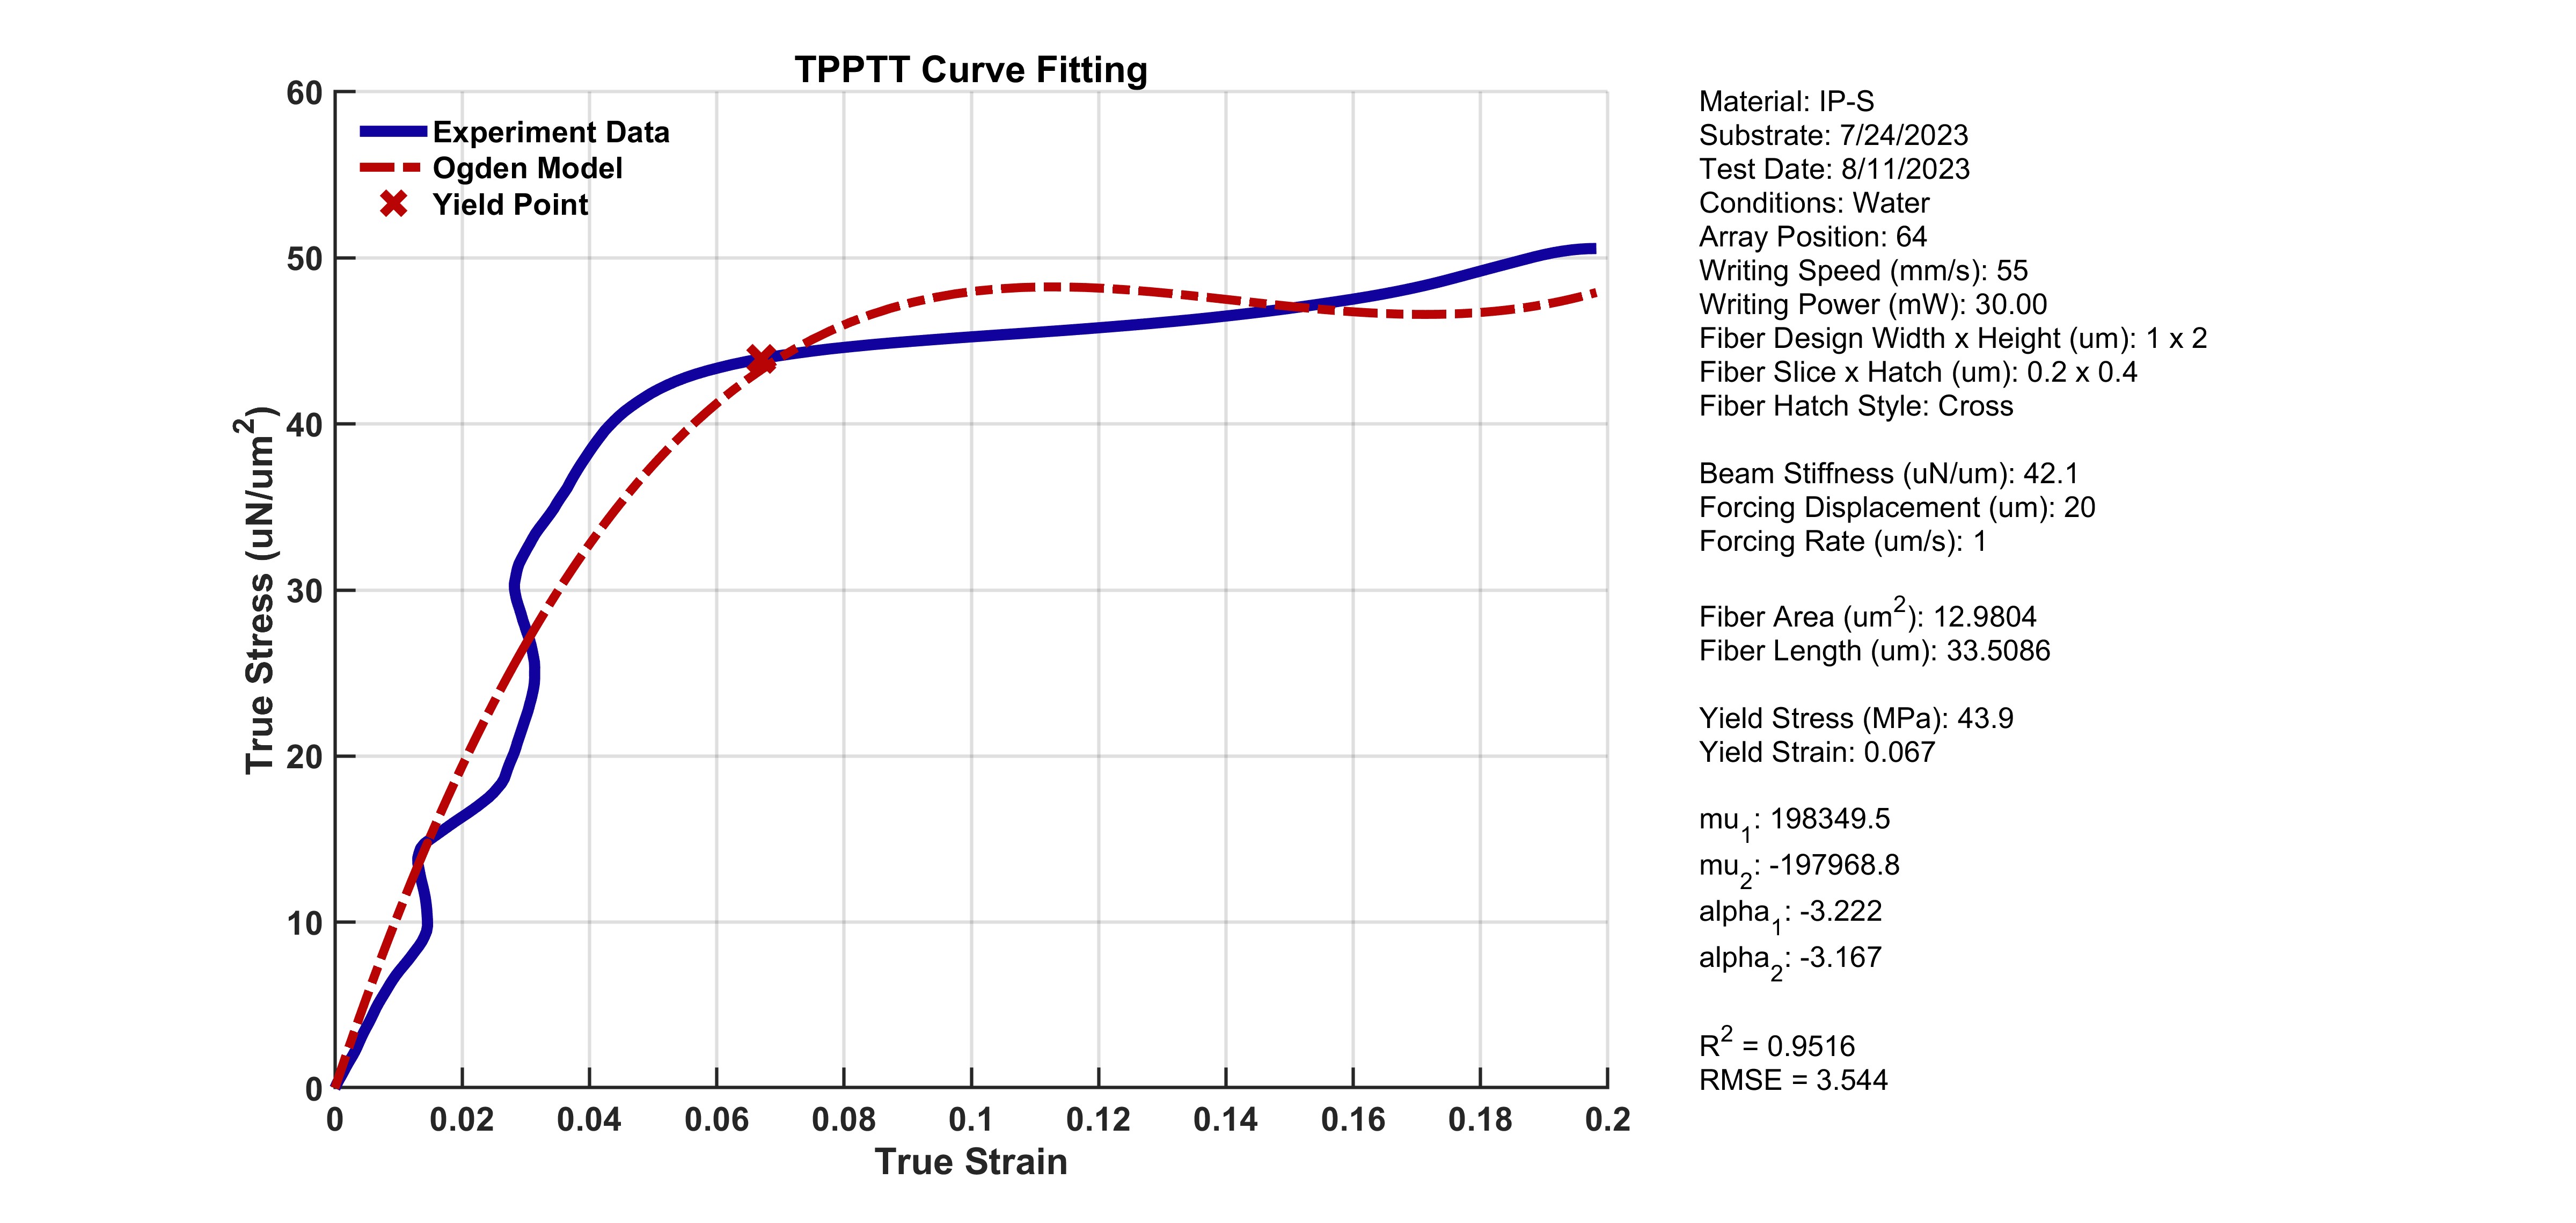 TPPTT Curve Fitting
60
50
40
30
20
10
0
True Stress (uN/um²)
Experiment Data
Ogden Model
Yield Point
0 0.02 0.04 0.06 0.08 0.1 0.12 0.14 0.16 0.18 0.2
True Strain
Material: IP-S
Substrate: 7/24/2023
Test Date: 8/11/2023
Conditions: Water
Array Position: 64
Writing Speed (mm/s): 55
Writing Power (mW): 30.00
Fiber Design Width x Height (um): 1 x 2
Fiber Slice x Hatch (um): 0.2 x 0.4
Fiber Hatch Style: Cross
Beam Stiffness (uN/um): 42.1
Forcing Displacement (um): 20
Forcing Rate (um/s): 1
Fiber Area (um²): 12.9804
Fiber Length (um): 33.5086
Yield Stress (MPa): 43.9
Yield Strain: 0.067
mu₁: 198349.5
mu₂: -197968.8
alpha₁: -3.222
alpha₂: -3.167
R² = 0.9516
RMSE = 3.544